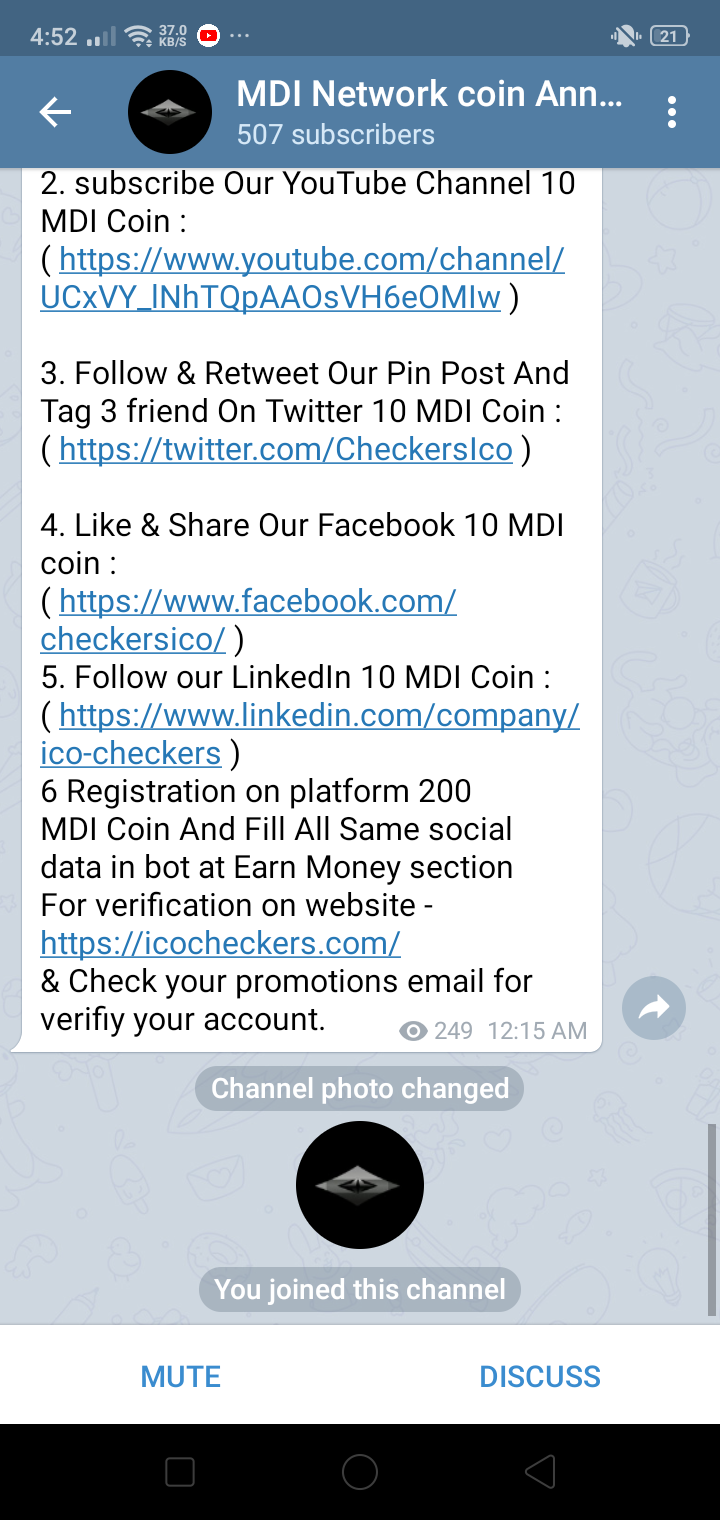 4:52 37.0 KB/S 21
MDI Network coin Ann...
507 subscribers
2. subscribe Our YouTube Channel 10
MDI Coin :
( https://www.youtube.com/channel/
UCxVY_lNhTQpAAOsVH6eOMIw )
3. Follow & Retweet Our Pin Post And
Tag 3 friend On Twitter 10 MDI Coin :
( https://twitter.com/CheckersIco )
4. Like & Share Our Facebook 10 MDI
coin :
( https://www.facebook.com/
checkersico/ )
5. Follow our LinkedIn 10 MDI Coin :
( https://www.linkedin.com/company/
ico-checkers )
6 Registration on platform 200
MDI Coin And Fill All Same social
data in bot at Earn Money section
For verification on website -
https://icocheckers.com/
& Check your promotions email for
verifiy your account.
249 12:15 AM
Channel photo changed
You joined this channel
MUTE DISCUSS